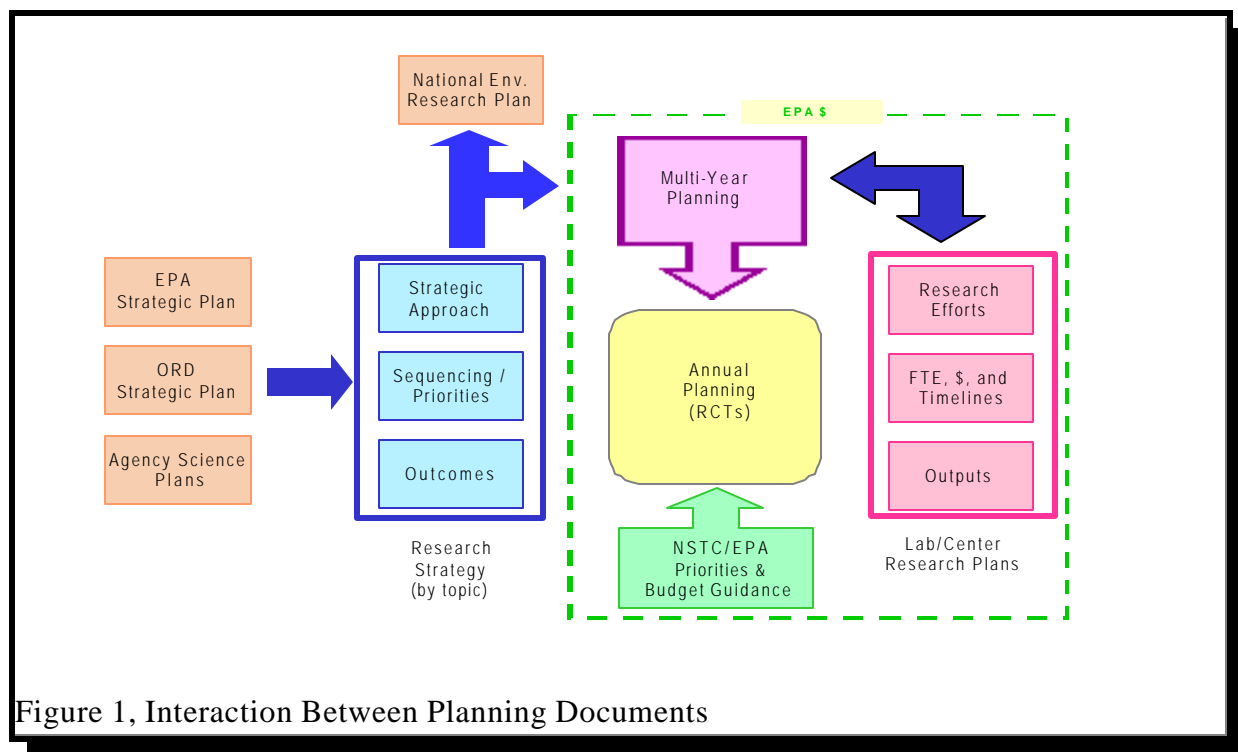 National Env.
Research Plan
EPA $
Multi-Year
Planning
EPA
Strategic Plan
ORD
Strategic Plan
Agency Science
Plans
Strategic
Approach
Sequencing /
Priorities
Outcomes
Research
Strategy
(by topic)
Annual
Planning
(RCTs)
NSTC/EPA
Priorities &
Budget Guidance
Research
Efforts
FTE, $, and
Timelines
Outputs
Lab/Center
Research Plans
Figure 1, Interaction Between Planning Documents